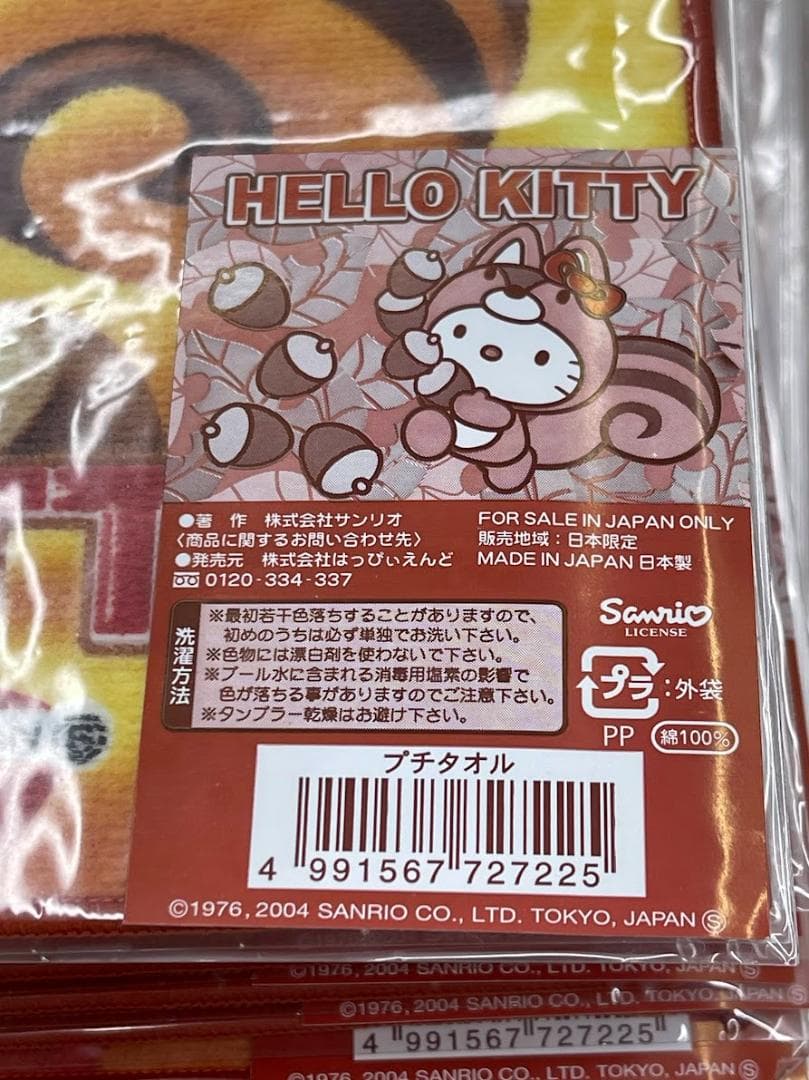 HELLO KITTY
●著 作 株式会社サンリオ
〈商品に関するお問い合わせ先〉
●発売元 株式会社はっぴぃえんど
0120-334-337
FOR SALE IN JAPAN ONLY
販売地域：日本限定
MADE IN JAPAN 日本製
洗濯方法
※最初若干色落ちすることがありますので、
初めのうちは必ず単独でお洗い下さい。
※色物には漂白剤を使わないで下さい。
※プール水に含まれる消毒用塩素の影響で
色が落ちる事がありますのでご注意下さい。
※タンブラー乾燥はお避け下さい。
Sanrio
LICENSE
プラ：外袋
PP 綿100%
プチタオル
4 991567 727225
©1976, 2004 SANRIO CO., LTD. TOKYO, JAPAN Ⓢ
©1976, 2004 SANRIO CO., LTD. TOKYO, JAPAN Ⓢ
©1976, 2004 SANRIO CO., LTD. TOKYO, JAPAN Ⓢ
4 991567 727225
©1976, 2004 SANRIO CO., LTD. TOKYO, JAPAN Ⓢ